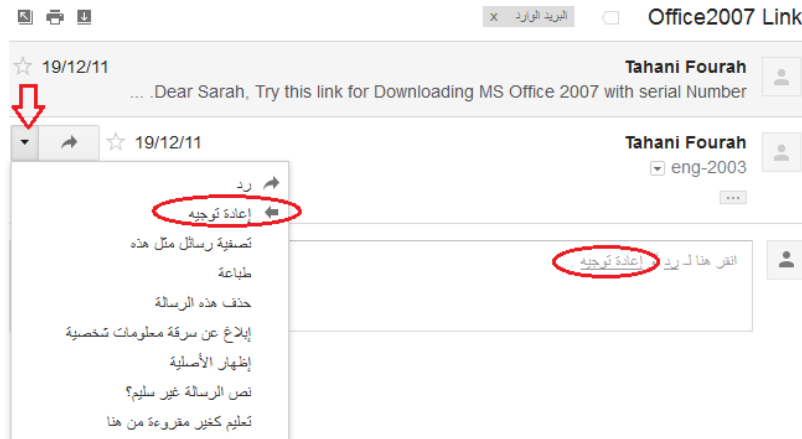 Office2007 Link
البريد الوارد x
Tahani Fourah
19/12/11
Dear Sarah, Try this link for Downloading MS Office 2007 with serial Number. ...
Tahani Fourah
19/12/11
eng-2003
رد
إعادة توجيه
تصفية رسائل مثل هذه
طباعة
حذف هذه الرسالة
إبلاغ عن سرقة معلومات شخصية
إظهار الأصلية
نص الرسالة غير سليم؟
تعليم كغير مقروءة من هنا
انقر هنا لـ رد أو إعادة توجيه